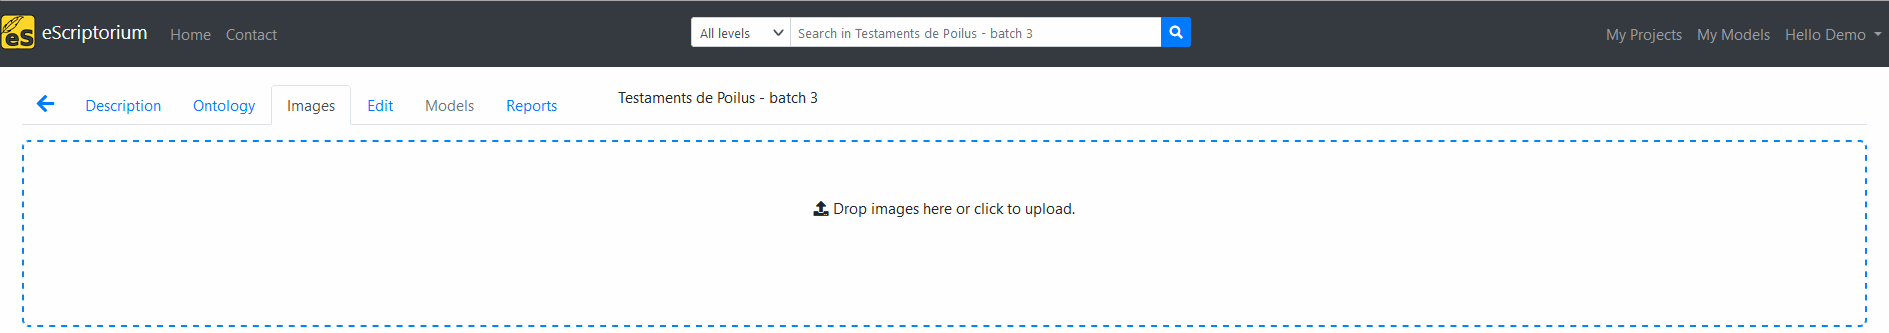 eS eScriptorium Home Contact All levels Search in Testaments de Poilus - batch 3 My Projects My Models Hello Demo
Description Ontology Images Edit Models Reports Testaments de Poilus - batch 3
Drop images here or click to upload.